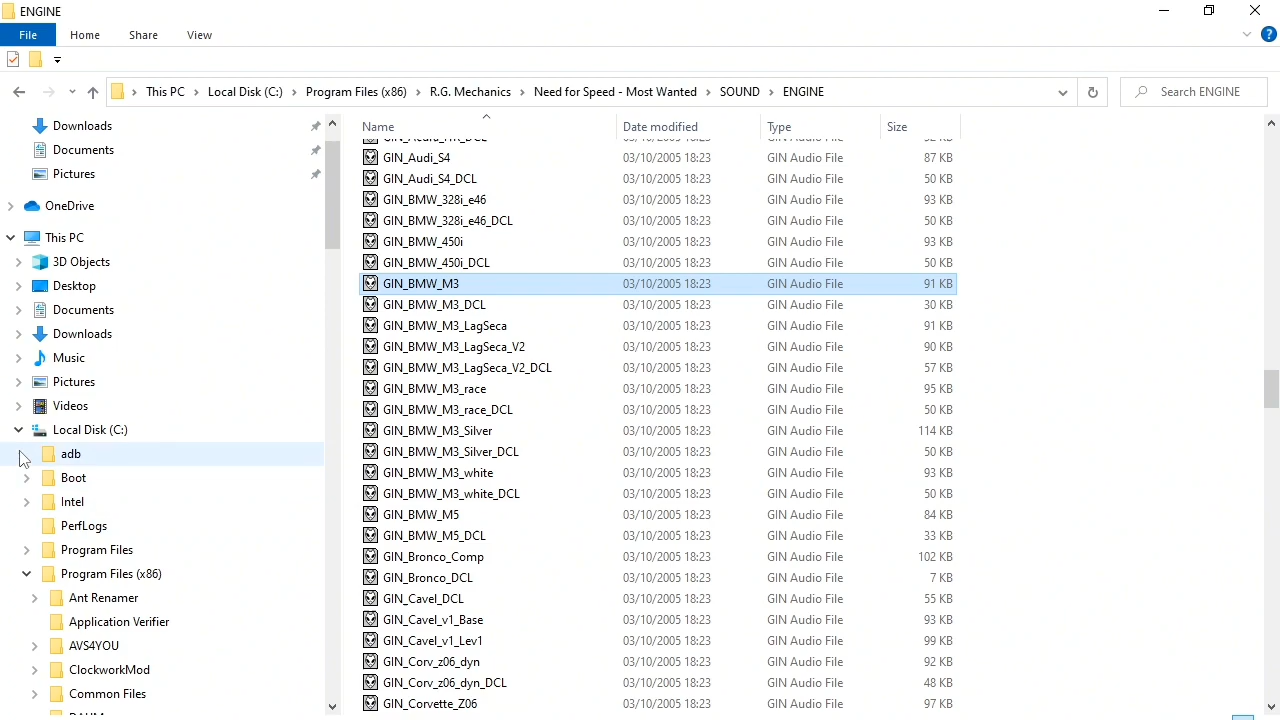 ENGINE
File Home Share View
This PC Local Disk (C:) Program Files (x86) R.G. Mechanics Need for Speed - Most Wanted SOUND ENGINE Search ENGINE
Downloads
Documents
Pictures
OneDrive
This PC
3D Objects
Desktop
Documents
Downloads
Music
Pictures
Videos
Local Disk (C:)
adb
Boot
Intel
PerfLogs
Program Files
Program Files (x86)
Ant Renamer
Application Verifier
AVS4YOU
ClockworkMod
Common Files
Name Date modified Type Size
GIN_Audi_S4 03/10/2005 18:23 GIN Audio File 87 KB
GIN_Audi_S4_DCL 03/10/2005 18:23 GIN Audio File 50 KB
GIN_BMW_328i_e46 03/10/2005 18:23 GIN Audio File 93 KB
GIN_BMW_328i_e46_DCL 03/10/2005 18:23 GIN Audio File 50 KB
GIN_BMW_450i 03/10/2005 18:23 GIN Audio File 93 KB
GIN_BMW_450i_DCL 03/10/2005 18:23 GIN Audio File 50 KB
GIN_BMW_M3 03/10/2005 18:23 GIN Audio File 91 KB
GIN_BMW_M3_DCL 03/10/2005 18:23 GIN Audio File 30 KB
GIN_BMW_M3_LagSeca 03/10/2005 18:23 GIN Audio File 91 KB
GIN_BMW_M3_LagSeca_V2 03/10/2005 18:23 GIN Audio File 90 KB
GIN_BMW_M3_LagSeca_V2_DCL 03/10/2005 18:23 GIN Audio File 57 KB
GIN_BMW_M3_race 03/10/2005 18:23 GIN Audio File 95 KB
GIN_BMW_M3_race_DCL 03/10/2005 18:23 GIN Audio File 50 KB
GIN_BMW_M3_Silver 03/10/2005 18:23 GIN Audio File 114 KB
GIN_BMW_M3_Silver_DCL 03/10/2005 18:23 GIN Audio File 50 KB
GIN_BMW_M3_white 03/10/2005 18:23 GIN Audio File 93 KB
GIN_BMW_M3_white_DCL 03/10/2005 18:23 GIN Audio File 50 KB
GIN_BMW_M5 03/10/2005 18:23 GIN Audio File 84 KB
GIN_BMW_M5_DCL 03/10/2005 18:23 GIN Audio File 33 KB
GIN_Bronco_Comp 03/10/2005 18:23 GIN Audio File 102 KB
GIN_Bronco_DCL 03/10/2005 18:23 GIN Audio File 7 KB
GIN_Cavel_DCL 03/10/2005 18:23 GIN Audio File 55 KB
GIN_Cavel_v1_Base 03/10/2005 18:23 GIN Audio File 93 KB
GIN_Cavel_v1_Lev1 03/10/2005 18:23 GIN Audio File 99 KB
GIN_Corv_z06_dyn 03/10/2005 18:23 GIN Audio File 92 KB
GIN_Corv_z06_dyn_DCL 03/10/2005 18:23 GIN Audio File 48 KB
GIN_Corvette_Z06 03/10/2005 18:23 GIN Audio File 97 KB